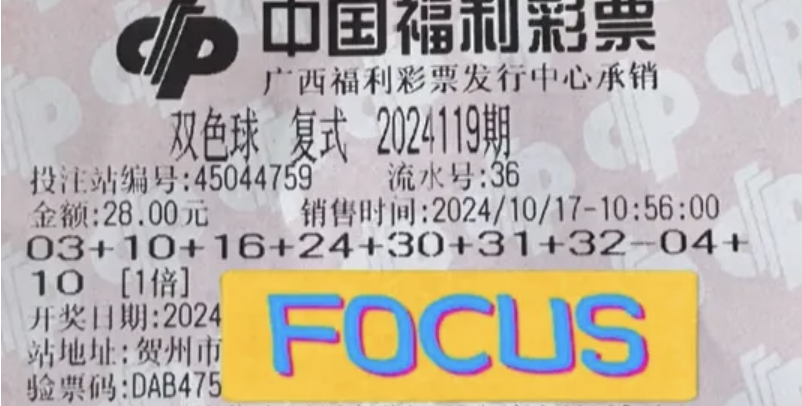 中国福利彩票
广西福利彩票发行中心承销
双色球 复式 2024119期
投注站编号:45044759 流水号:36
金额:28.00元 销售时间:2024/10/17-10:56:00
03+10+16+24+30+31+32-04+
10 [1倍]
开奖日期:2024
站地址:贺州市
验票码:DAB475
FOCUS